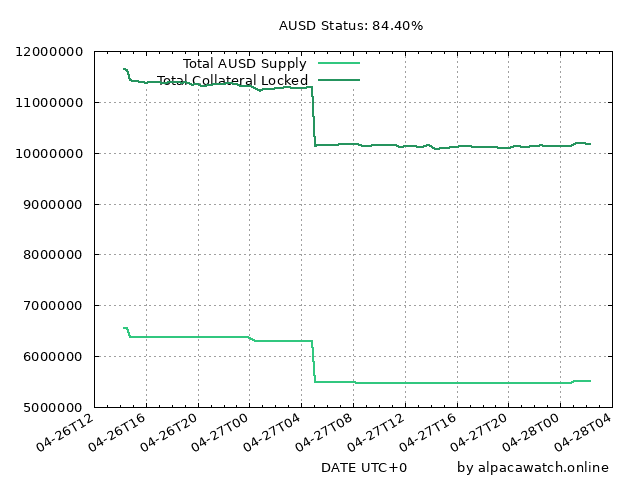 AUSD Status: 84.40%
12000000
Total AUSD Supply
Total Collateral Locked
11000000
10000000
9000000
8000000
7000000
6000000
5000000
04-26T12 04-26T16 04-26T20 04-27T00 04-27T04 04-27T08 04-27T12 04-27T16 04-27T20 04-28T00 04-28T04
DATE UTC+0 by alpacawatch.online